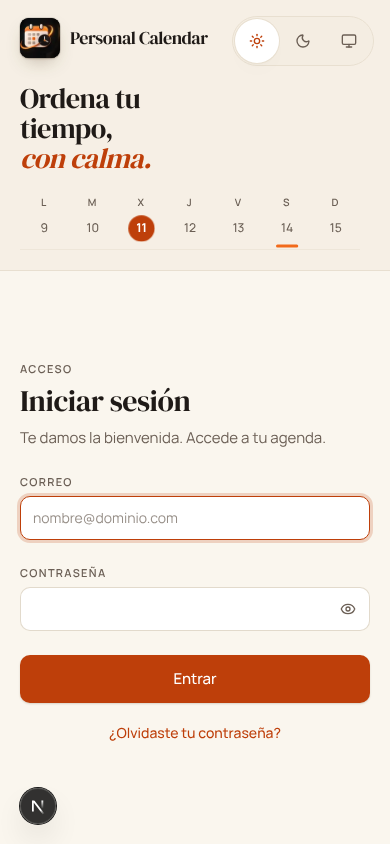 Personal Calendar
Ordena tu
tiempo,
con calma.
L M X J V S D
9 10 11 12 13 14 15
ACCESO
Iniciar sesión
Te damos la bienvenida. Accede a tu agenda.
CORREO
nombre@dominio.com
CONTRASEÑA
Entrar
¿Olvidaste tu contraseña?
N